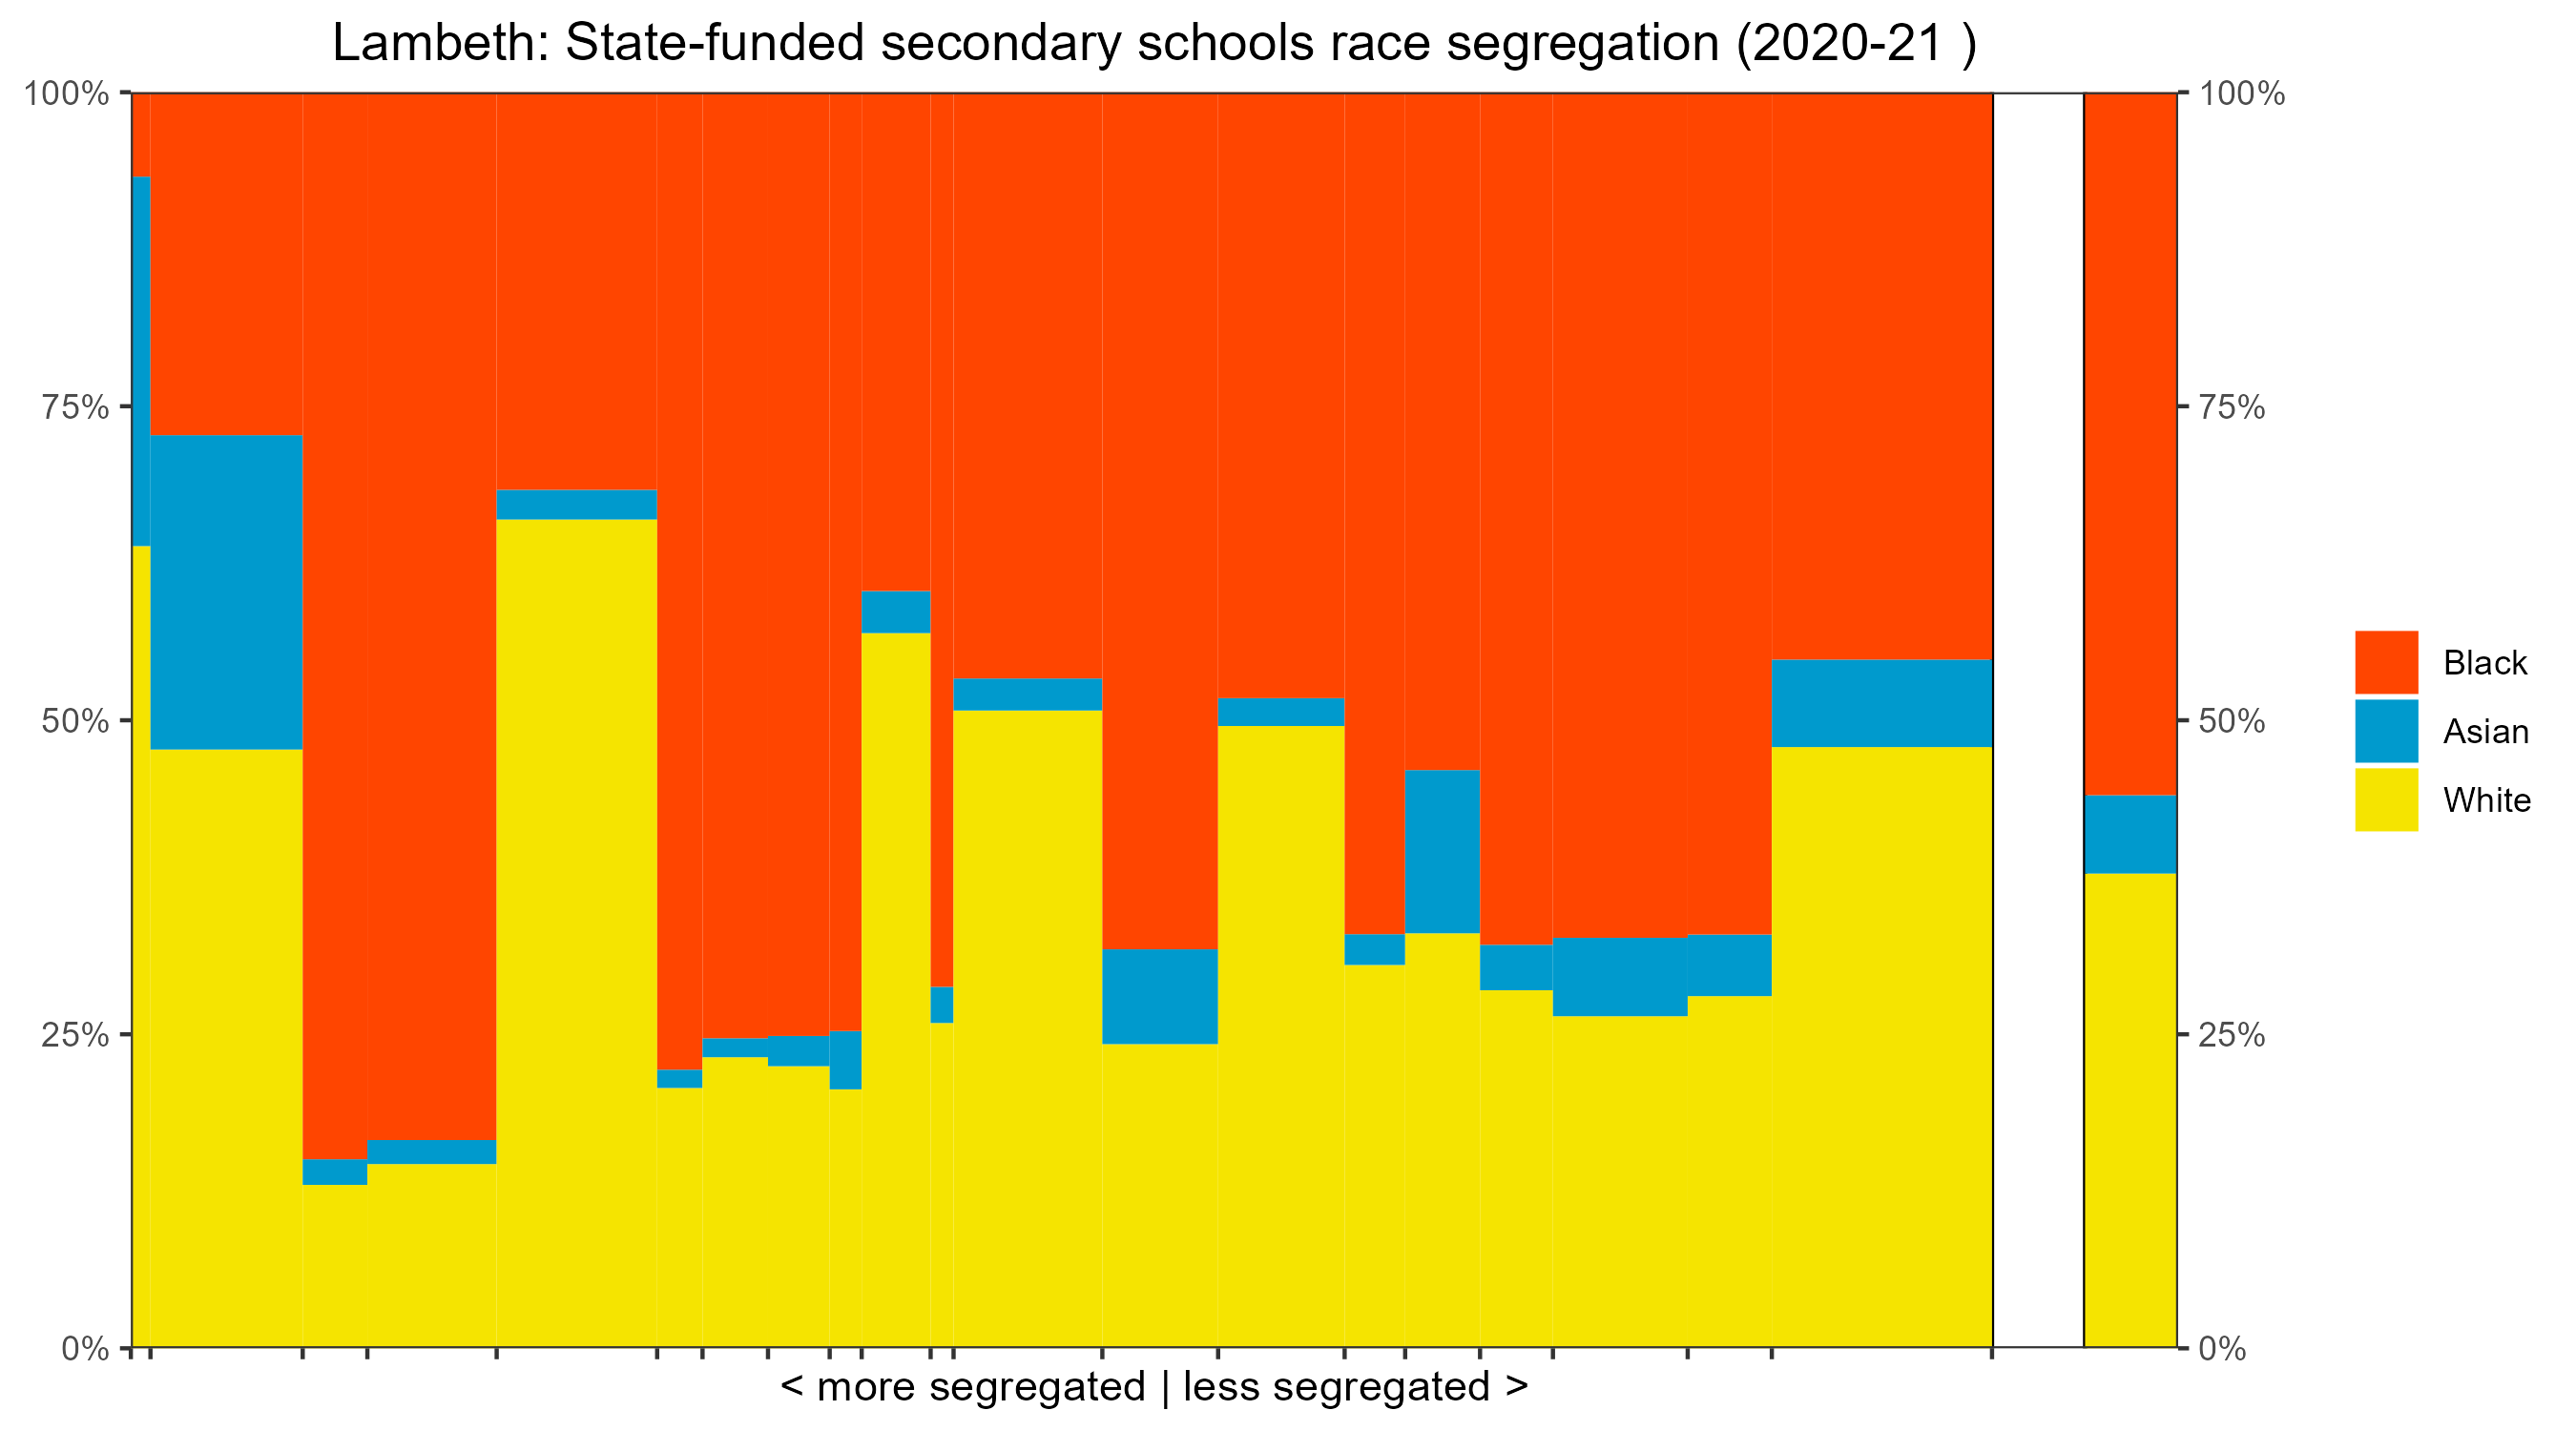 Lambeth: State-funded secondary schools race segregation (2020-21 )
100%
75%
50%
25%
0%
100%
75%
50%
25%
0%
Black
Asian
White
< more segregated | less segregated >